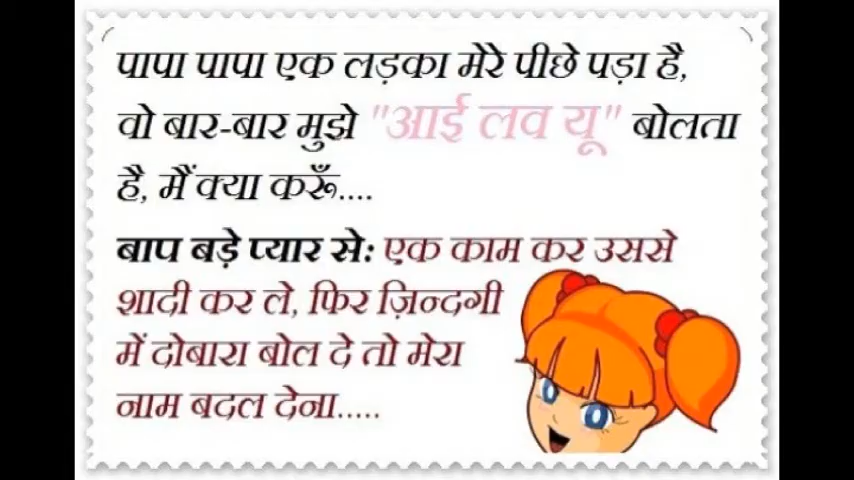 पापा पापा एक लड़का मेरे पीछे पड़ा है,
वो बार-बार मुझे "आई लव यू" बोलता
है, मैं क्या करूँ....
बाप बड़े प्यार से: एक काम कर उससे
शादी कर ले, फिर ज़िन्दगी
में दोबारा बोल दे तो मेरा
नाम बदल देना.....